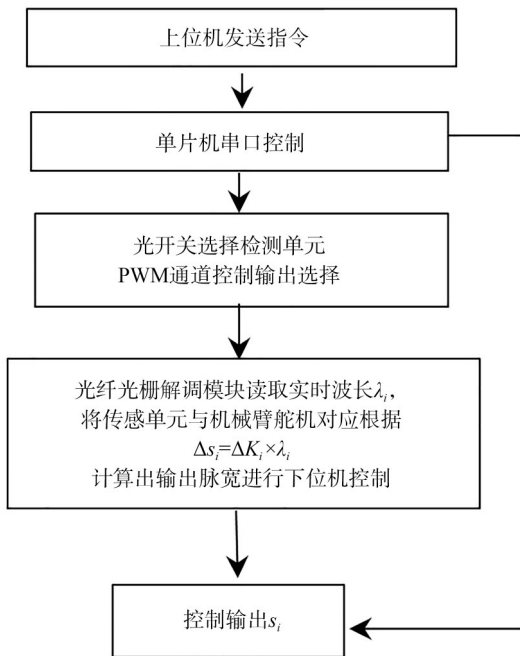 上位机发送指令
单片机串口控制
光开关选择检测单元
PWM通道控制输出选择
光纤光栅解调模块读取实时波长λᵢ,
将传感单元与机械臂舵机对应根据
Δsᵢ=ΔKᵢ×λᵢ
计算出输出脉宽进行下位机控制
控制输出sᵢ